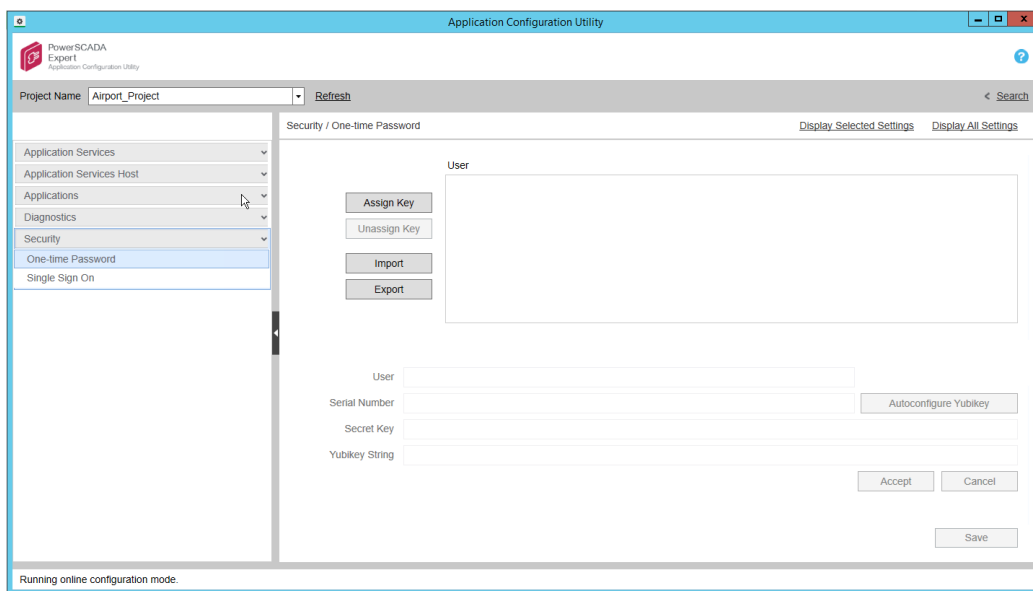 Application Configuration Utility
PowerSCADA
Expert
Application Configuration Utility
?
Project Name Airport_Project Refresh < Search
Security / One-time Password Display Selected Settings Display All Settings
Application Services
Application Services Host
Applications
Diagnostics
Security
One-time Password
Single Sign On
User
Assign Key
Unassign Key
Import
Export
User
Serial Number Autoconfigure Yubikey
Secret Key
Yubikey String
Accept Cancel
Save
Running online configuration mode.